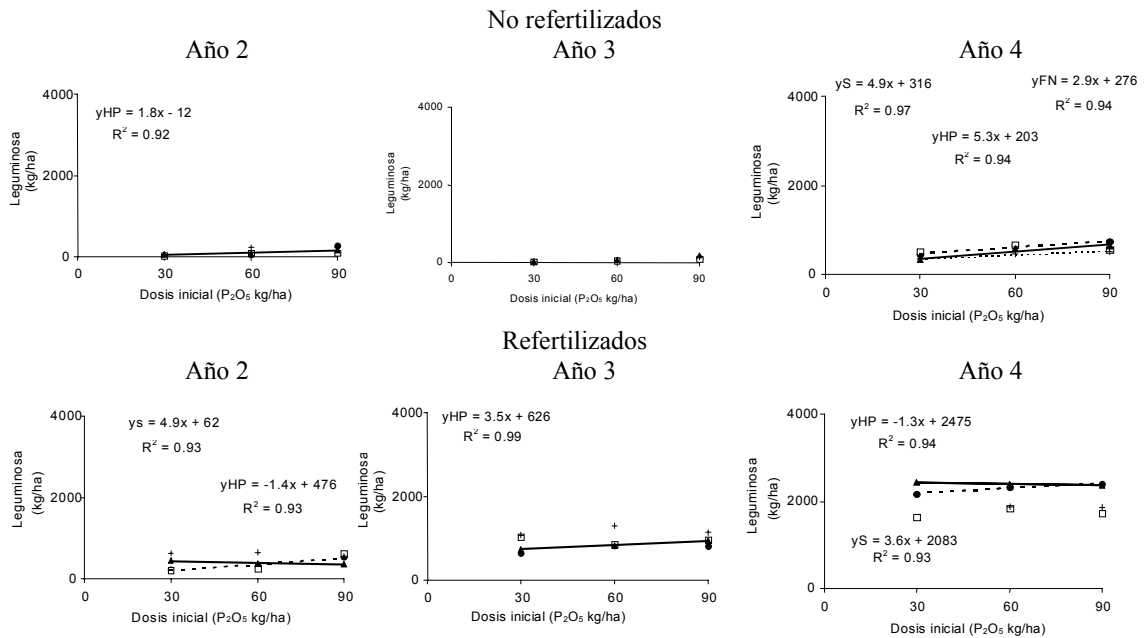 No refertilizados
Año 2
Año 3
Año 4
yHP = 1.8x - 12
R² = 0.92
Leguminosa
(kg/ha)
4000
2000
0
0 30 60 90
Dosis inicial (P₂O₅ kg/ha)
Leguminosa
(kg/ha)
4000
2000
0
0 30 60 90
Dosis inicial (P₂O₅ kg/ha)
yS = 4.9x + 316
R² = 0.97
yFN = 2.9x + 276
R² = 0.94
yHP = 5.3x + 203
R² = 0.94
Leguminosa
(kg/ha)
4000
2000
0
0 30 60 90
Dosis inicial (P₂O₅ kg/ha)
Refertilizados
Año 2
Año 3
Año 4
ys = 4.9x + 62
R² = 0.93
yHP = -1.4x + 476
R² = 0.93
Leguminosa
(kg/ha)
4000
2000
0
0 30 60 90
Dosis inicial (P₂O₅ kg/ha)
yHP = 3.5x + 626
R² = 0.99
Leguminosa
(kg/ha)
4000
2000
0
0 30 60 90
Dosis inicial (P₂O₅ kg/ha)
yHP = -1.3x + 2475
R² = 0.94
yS = 3.6x + 2083
R² = 0.93
Leguminosa
(kg/ha)
4000
2000
0
0 30 60 90
Dosis inicial (P₂O₅ kg/ha)